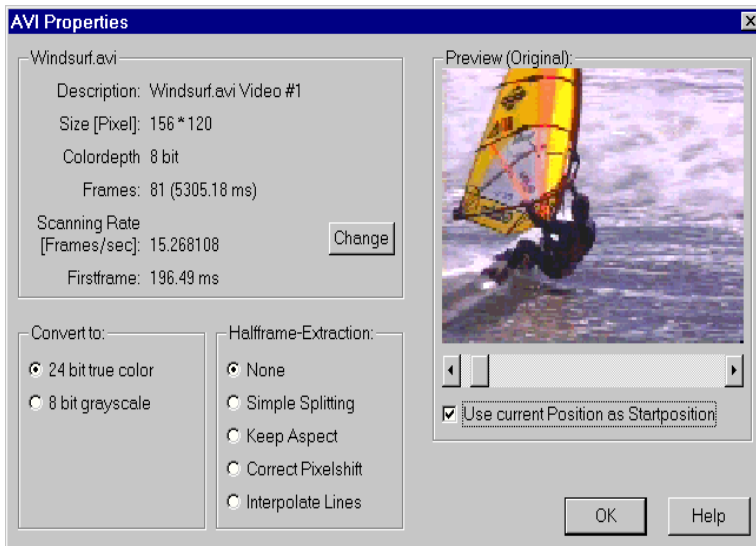 AVI Properties
Windsurf.avi
Description: Windsurf.avi Video #1
Size [Pixel]: 156 * 120
Colordepth 8 bit
Frames: 81 (5305.18 ms)
Scanning Rate
[Frames/sec]: 15.268108
Change
Firstframe: 196.49 ms
Convert to:
24 bit true color
8 bit grayscale
Halfframe-Extraction:
None
Simple Splitting
Keep Aspect
Correct Pixelshift
Interpolate Lines
Preview (Original):
Use current Position as Startposition
OK
Help